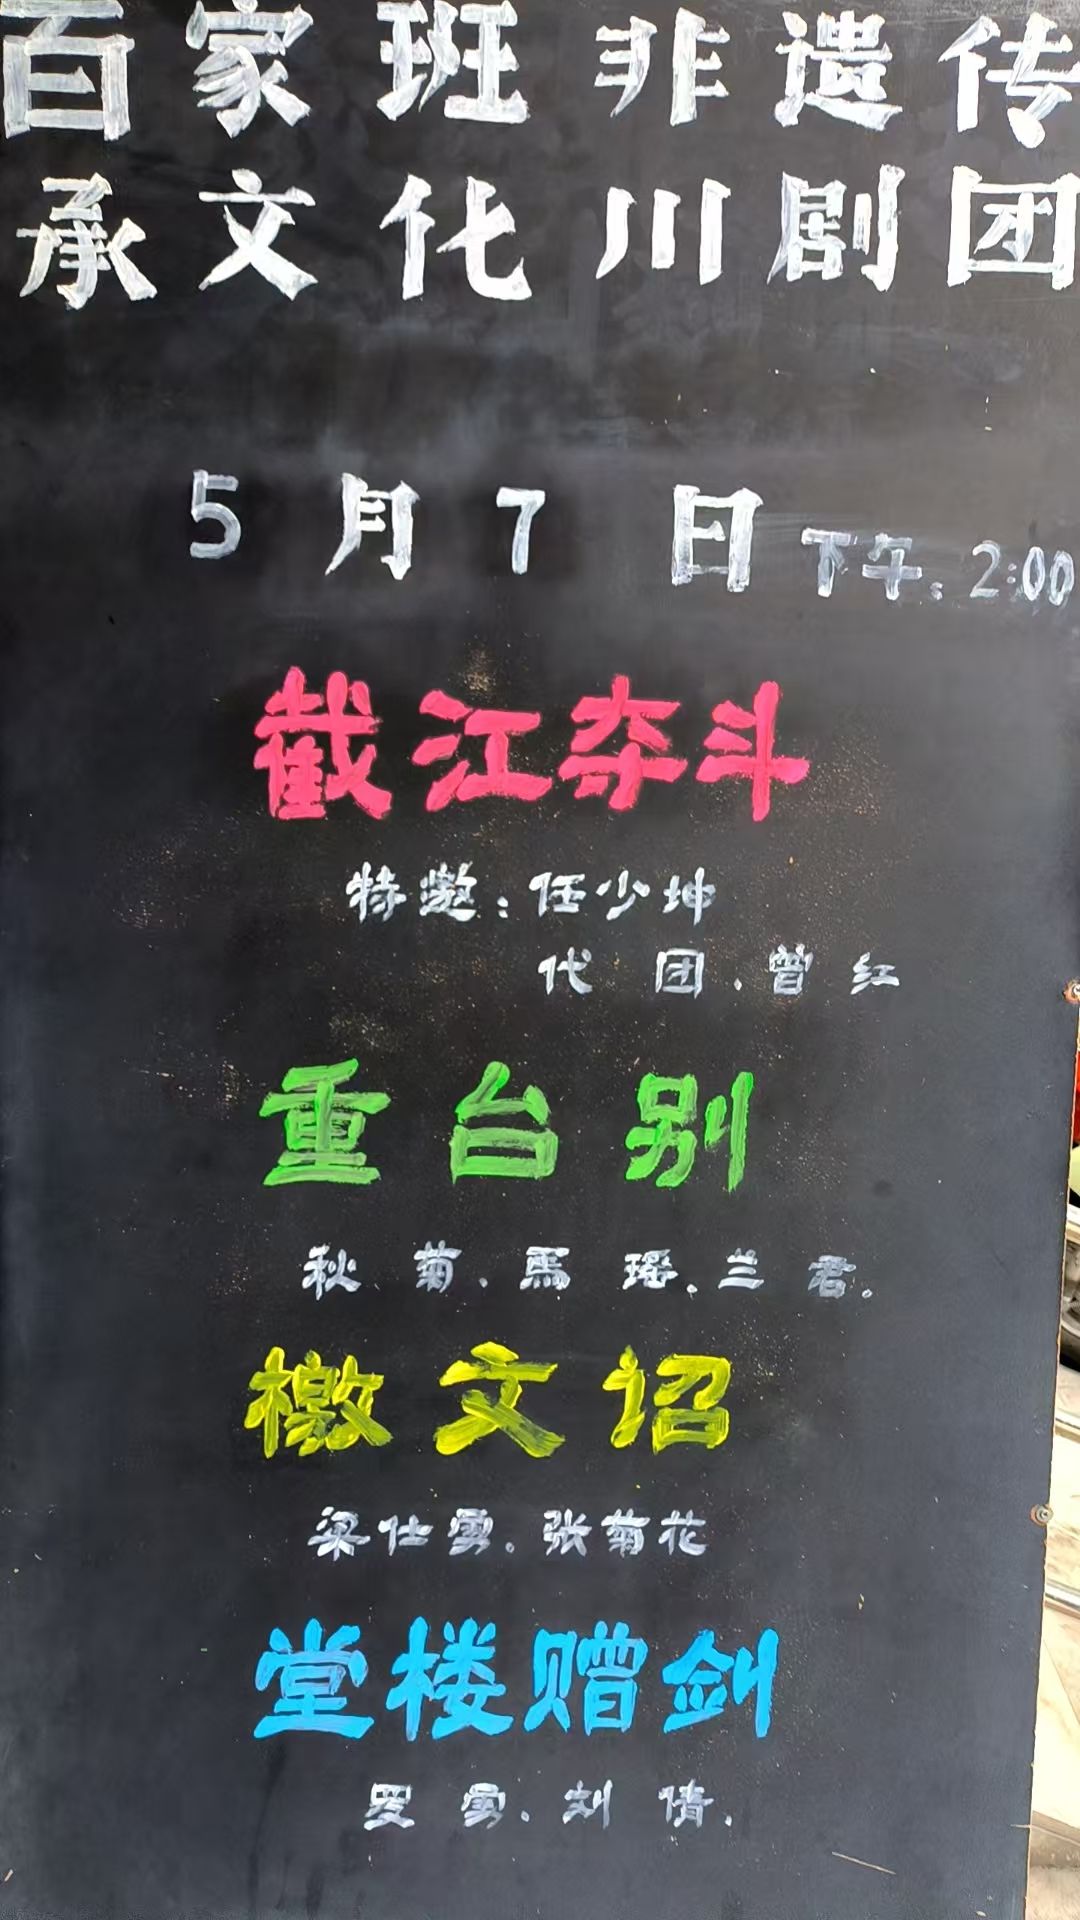 百家班非遗传
承文化川剧团
5月7日下午:2:00
截江夺斗
特邀:任少坤
代团.曾红
重台别
秋菊.馬瑶.兰君.
檄文诏
梁仕勇.张菊花
堂楼赠剑
罗勇.刘倩.